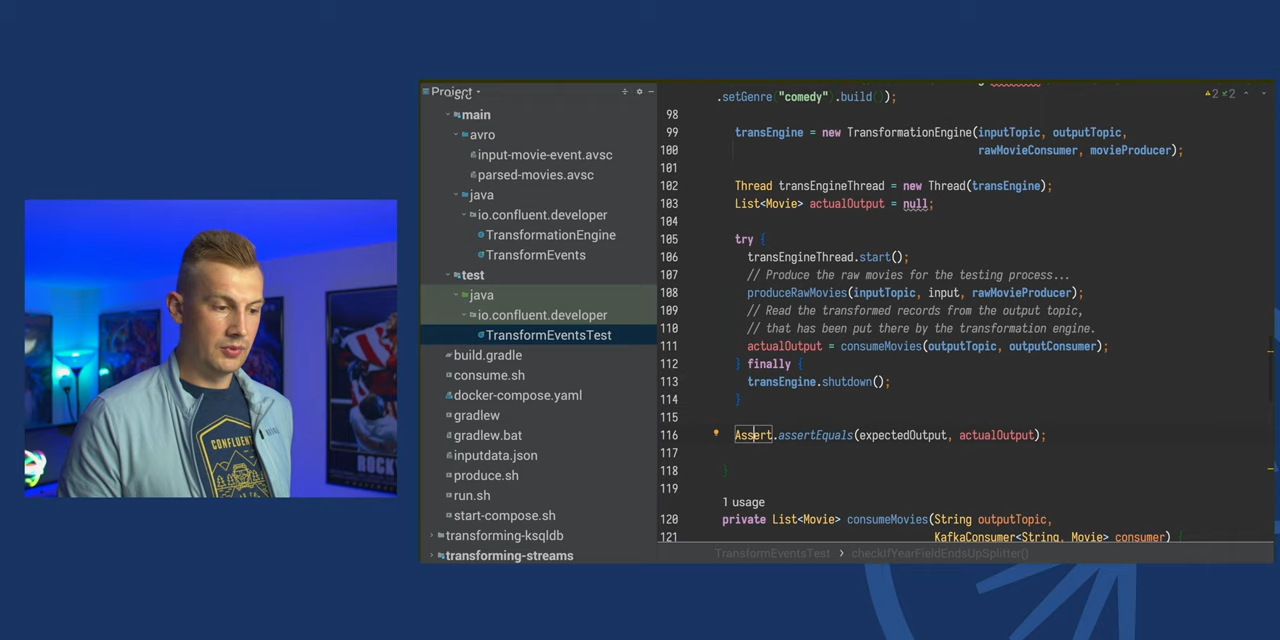 Project
src
main
avro
input-movie-event.avsc
parsed-movies.avsc
java
io.confluent.developer
TransformationEngine
TransformEvents
test
java
io.confluent.developer
TransformEventsTest
build.gradle
consume.sh
docker-compose.yaml
gradlew
gradlew.bat
inputdata.json
produce.sh
run.sh
start-compose.sh
transforming-ksqldb
transforming-streams
2 2
.setGenre("comedy").build());
98
99 transEngine = new TransformationEngine(inputTopic, outputTopic,
100 rawMovieConsumer, movieProducer);
101
102 Thread transEngineThread = new Thread(transEngine);
103 List<Movie> actualOutput = null;
104
105 try {
106 transEngineThread.start();
107 // Produce the raw movies for the testing process...
108 produceRawMovies(inputTopic, input, rawMovieProducer);
109 // Read the transformed records from the output topic,
110 // that has been put there by the transformation engine.
111 actualOutput = consumeMovies(outputTopic, outputConsumer);
112 } finally {
113 transEngine.shutdown();
114 }
115
116 Assert.assertEquals(expectedOutput, actualOutput);
117
118 }
119
1 usage
120 private List<Movie> consumeMovies(String outputTopic,
121 KafkaConsumer<String, Movie> consumer) {
TransformEventsTest > checkIfYearFieldEndsUpSplitter()
CONFLUENT
ROCKY